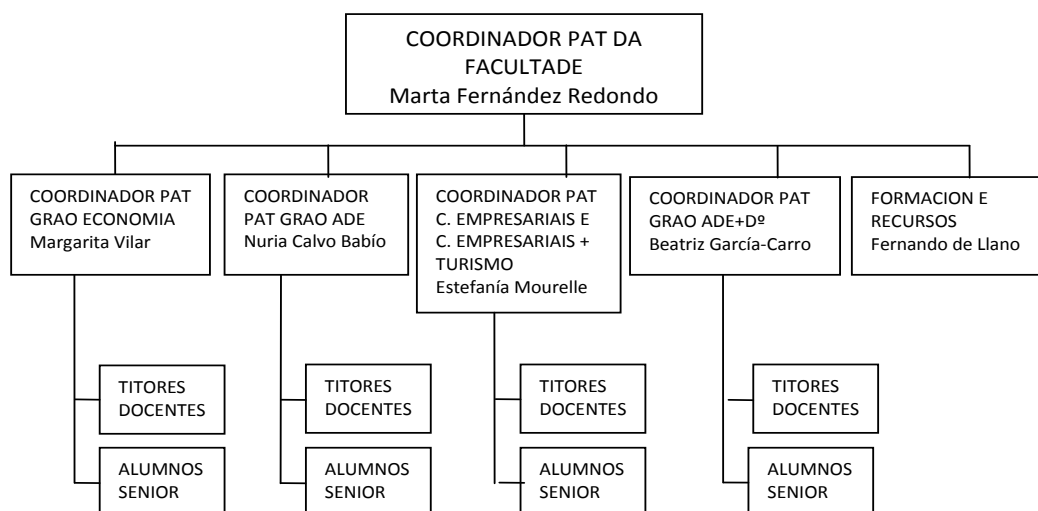 COORDINADOR PAT DA
FACULTADE
Marta Fernández Redondo
COORDINADOR PAT
GRAO ECONOMIA
Margarita Vilar
COORDINADOR
PAT GRAO ADE
Nuria Calvo Babío
COORDINADOR PAT
C. EMPRESARIAIS E
C. EMPRESARIAIS +
TURISMO
Estefanía Mourelle
COORDINADOR PAT
GRAO ADE+Dº
Beatriz García-Carro
FORMACION E
RECURSOS
Fernando de Llano
TITORES
DOCENTES
TITORES
DOCENTES
TITORES
DOCENTES
TITORES
DOCENTES
ALUMNOS
SENIOR
ALUMNOS
SENIOR
ALUMNOS
SENIOR
ALUMNOS
SENIOR